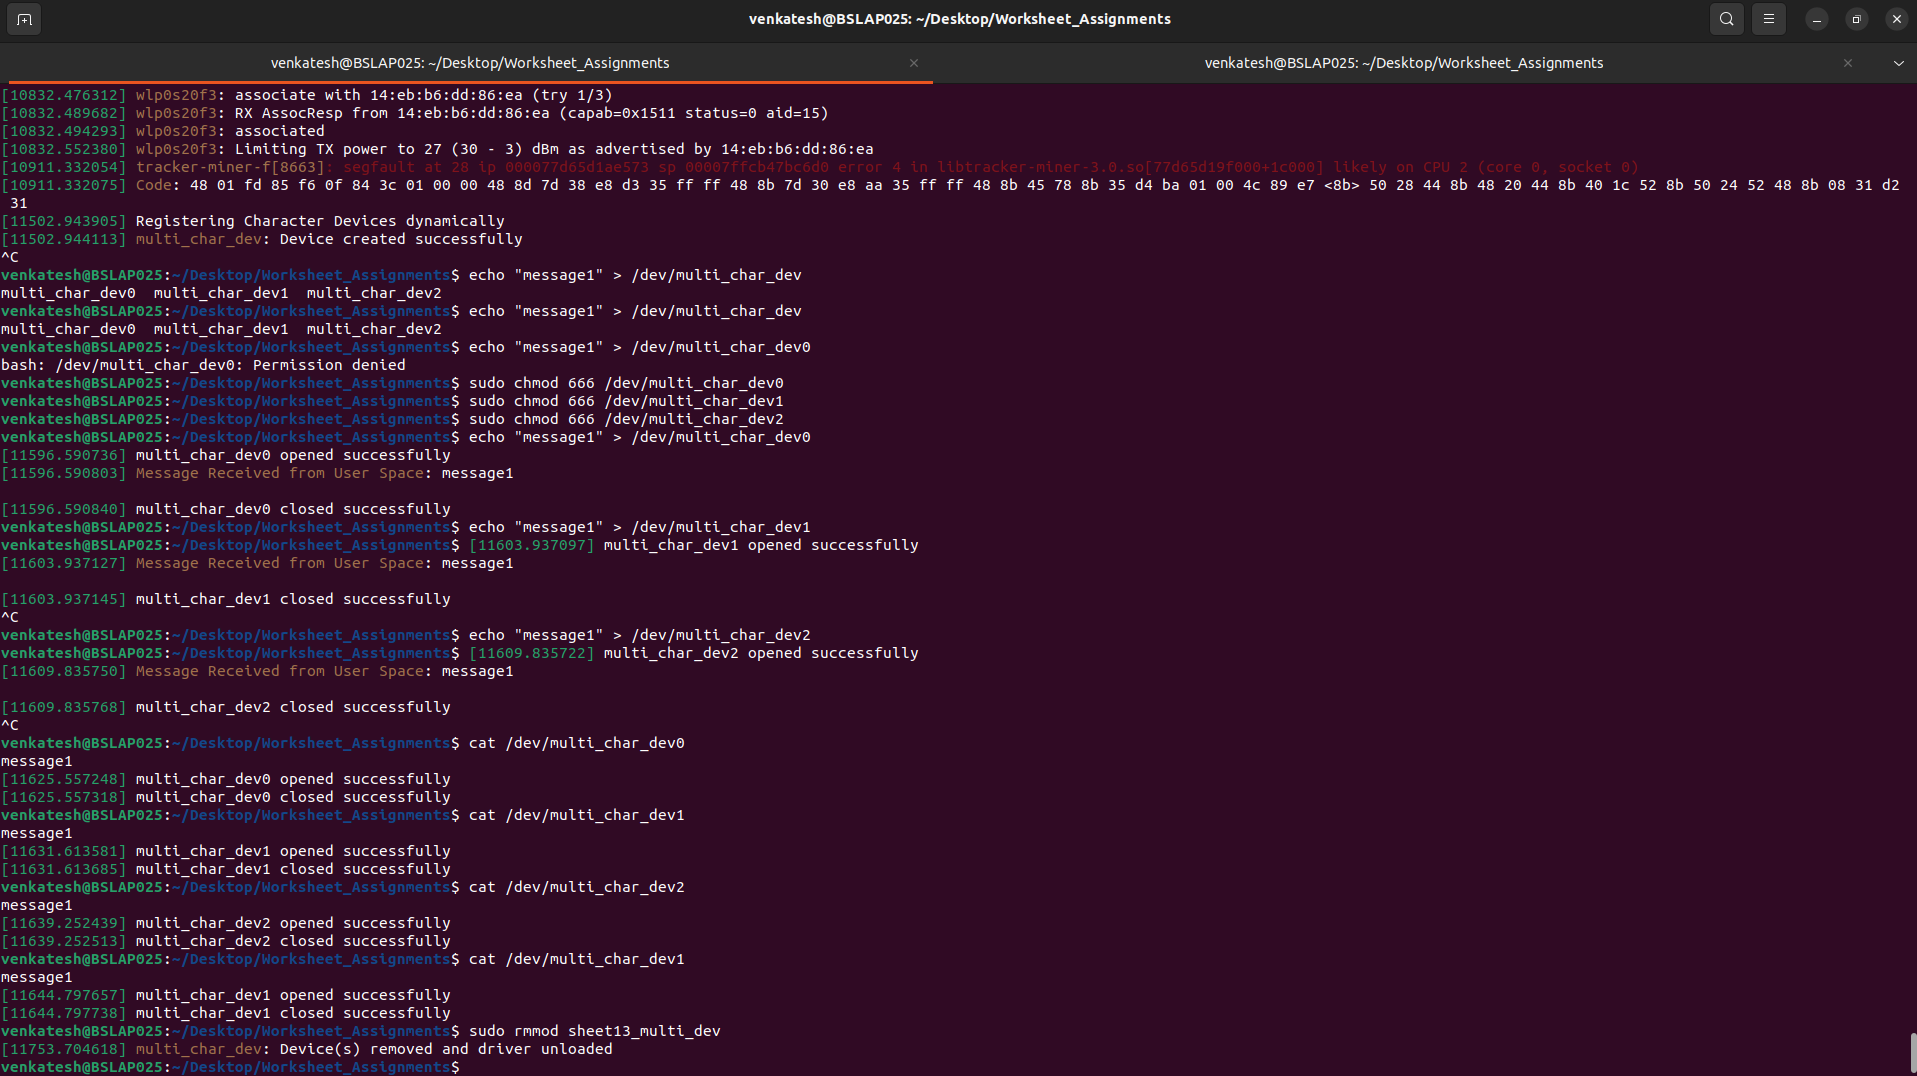 venkatesh@BSLAP025: ~/Desktop/Worksheet_Assignments
venkatesh@BSLAP025: ~/Desktop/Worksheet_Assignments
venkatesh@BSLAP025: ~/Desktop/Worksheet_Assignments
[10832.476312] wlp0s20f3: associate with 14:eb:b6:dd:86:ea (try 1/3)
[10832.489682] wlp0s20f3: RX AssocResp from 14:eb:b6:dd:86:ea (capab=0x1511 status=0 aid=15)
[10832.494293] wlp0s20f3: associated
[10832.552380] wlp0s20f3: Limiting TX power to 27 (30 - 3) dBm as advertised by 14:eb:b6:dd:86:ea
[10911.332054] tracker-miner-f[8663]: segfault at 28 ip 000077d65d1ae573 sp 00007ffcb47bc6d0 error 4 in libtracker-miner-3.0.so[77d65d19f000+1c000] likely on CPU 2 (core 0, socket 0)
[10911.332075] Code: 48 01 fd 85 f6 0f 84 3c 01 00 00 48 8d 7d 38 e8 d3 35 ff ff 48 8b 7d 30 e8 aa 35 ff ff 48 8b 45 78 8b 35 d4 ba 01 00 4c 89 e7 <8b> 50 28 44 8b 48 20 44 8b 40 1c 52 8b 50 24 52 48 8b 08 31 d2
31
[11502.943905] Registering Character Devices dynamically
[11502.944113] multi_char_dev: Device created successfully
^C
venkatesh@BSLAP025:~/Desktop/Worksheet_Assignments$ echo "message1" > /dev/multi_char_dev
multi_char_dev0  multi_char_dev1  multi_char_dev2
venkatesh@BSLAP025:~/Desktop/Worksheet_Assignments$ echo "message1" > /dev/multi_char_dev
multi_char_dev0  multi_char_dev1  multi_char_dev2
venkatesh@BSLAP025:~/Desktop/Worksheet_Assignments$ echo "message1" > /dev/multi_char_dev0
bash: /dev/multi_char_dev0: Permission denied
venkatesh@BSLAP025:~/Desktop/Worksheet_Assignments$ sudo chmod 666 /dev/multi_char_dev0
venkatesh@BSLAP025:~/Desktop/Worksheet_Assignments$ sudo chmod 666 /dev/multi_char_dev1
venkatesh@BSLAP025:~/Desktop/Worksheet_Assignments$ sudo chmod 666 /dev/multi_char_dev2
venkatesh@BSLAP025:~/Desktop/Worksheet_Assignments$ echo "message1" > /dev/multi_char_dev0
[11596.590736] multi_char_dev0 opened successfully
[11596.590803] Message Received from User Space: message1
[11596.590840] multi_char_dev0 closed successfully
venkatesh@BSLAP025:~/Desktop/Worksheet_Assignments$ echo "message1" > /dev/multi_char_dev1
venkatesh@BSLAP025:~/Desktop/Worksheet_Assignments$ [11603.937097] multi_char_dev1 opened successfully
[11603.937127] Message Received from User Space: message1
[11603.937145] multi_char_dev1 closed successfully
^C
venkatesh@BSLAP025:~/Desktop/Worksheet_Assignments$ echo "message1" > /dev/multi_char_dev2
venkatesh@BSLAP025:~/Desktop/Worksheet_Assignments$ [11609.835722] multi_char_dev2 opened successfully
[11609.835750] Message Received from User Space: message1
[11609.835768] multi_char_dev2 closed successfully
^C
venkatesh@BSLAP025:~/Desktop/Worksheet_Assignments$ cat /dev/multi_char_dev0
message1
[11625.557248] multi_char_dev0 opened successfully
[11625.557318] multi_char_dev0 closed successfully
venkatesh@BSLAP025:~/Desktop/Worksheet_Assignments$ cat /dev/multi_char_dev1
message1
[11631.613581] multi_char_dev1 opened successfully
[11631.613685] multi_char_dev1 closed successfully
venkatesh@BSLAP025:~/Desktop/Worksheet_Assignments$ cat /dev/multi_char_dev2
message1
[11639.252439] multi_char_dev2 opened successfully
[11639.252513] multi_char_dev2 closed successfully
venkatesh@BSLAP025:~/Desktop/Worksheet_Assignments$ cat /dev/multi_char_dev1
message1
[11644.797657] multi_char_dev1 opened successfully
[11644.797738] multi_char_dev1 closed successfully
venkatesh@BSLAP025:~/Desktop/Worksheet_Assignments$ sudo rmmod sheet13_multi_dev
[11753.704618] multi_char_dev: Device(s) removed and driver unloaded
venkatesh@BSLAP025:~/Desktop/Worksheet_Assignments$